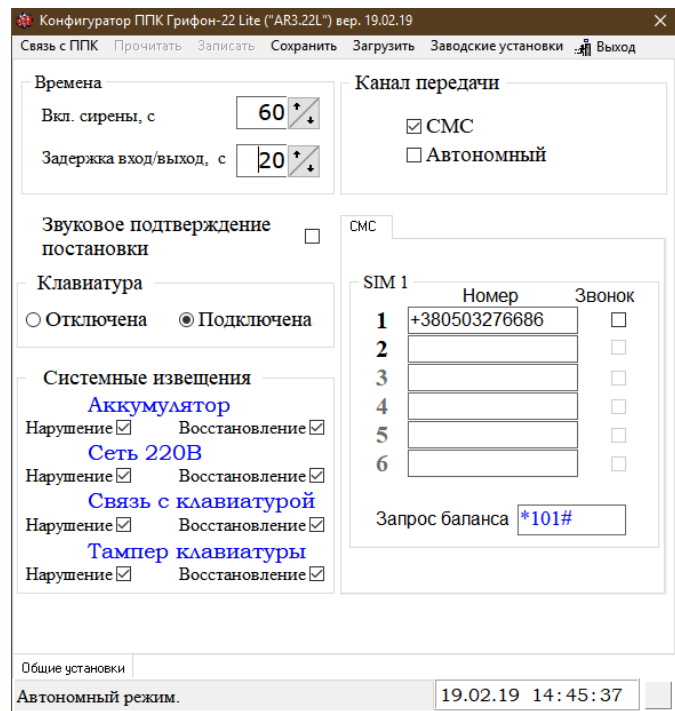 Конфигуратор ППК Грифон-22 Lite ("AR3.22L") вер. 19.02.19
Связь с ППК Прочитать Записать Сохранить Загрузить Заводские установки Выход
Времена
Вкл. сирены, с 60
Задержка вход/выход, с 20
Канал передачи
СМС
Автономный
Звуковое подтверждение
постановки
Клавиатура
Отключена Подключена
Системные извещения
Аккумулятор
Нарушение Восстановление
Сеть 220В
Нарушение Восстановление
Связь с клавиатурой
Нарушение Восстановление
Тампер клавиатуры
Нарушение Восстановление
СМС
SIM 1
Номер Звонок
1 +380503276686
2
3
4
5
6
Запрос баланса *101#
Общие установки
Автономный режим. 19.02.19 14:45:37